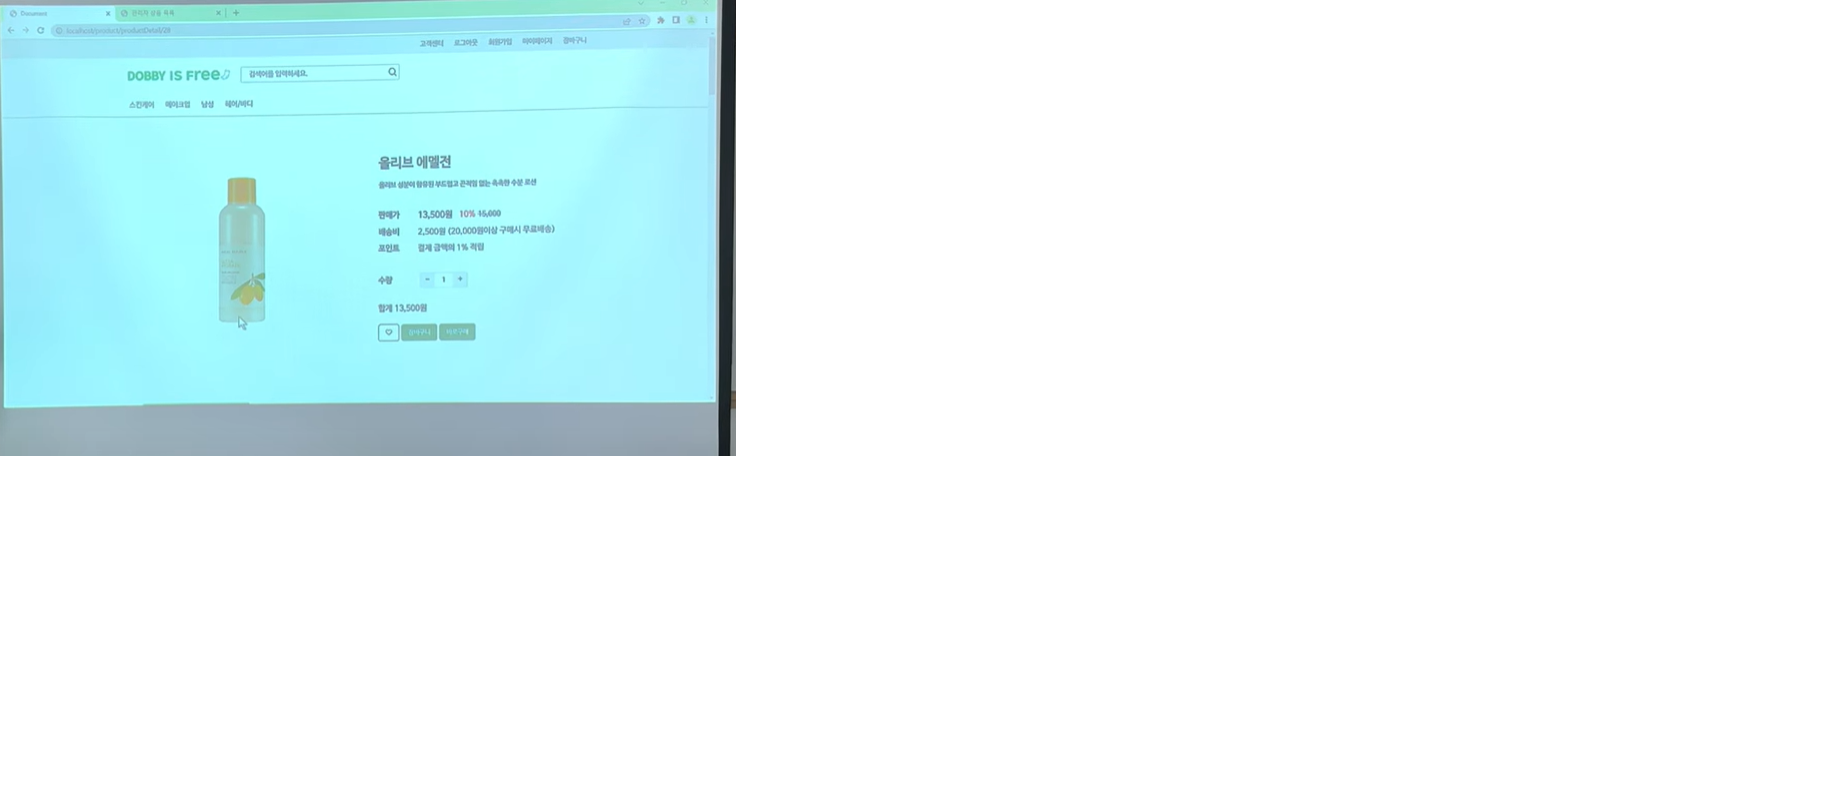 Document
관리자 상품 목록
localhost/product/productDetail/28
고객센터 로그아웃 회원가입 마이페이지 장바구니
DOBBY IS Free
검색어를 입력하세요.
스킨케어 메이크업 남성 헤어/바디
올리브 에멀전
올리브 성분이 함유된 부드럽고 끈적임 없는 촉촉한 수분 로션
판매가 13,500원 10% 15,000
배송비 2,500원 (20,000원이상 구매시 무료배송)
포인트 결제 금액의 1% 적립
수량 - 1 +
합계 13,500원
장바구니 바로구매